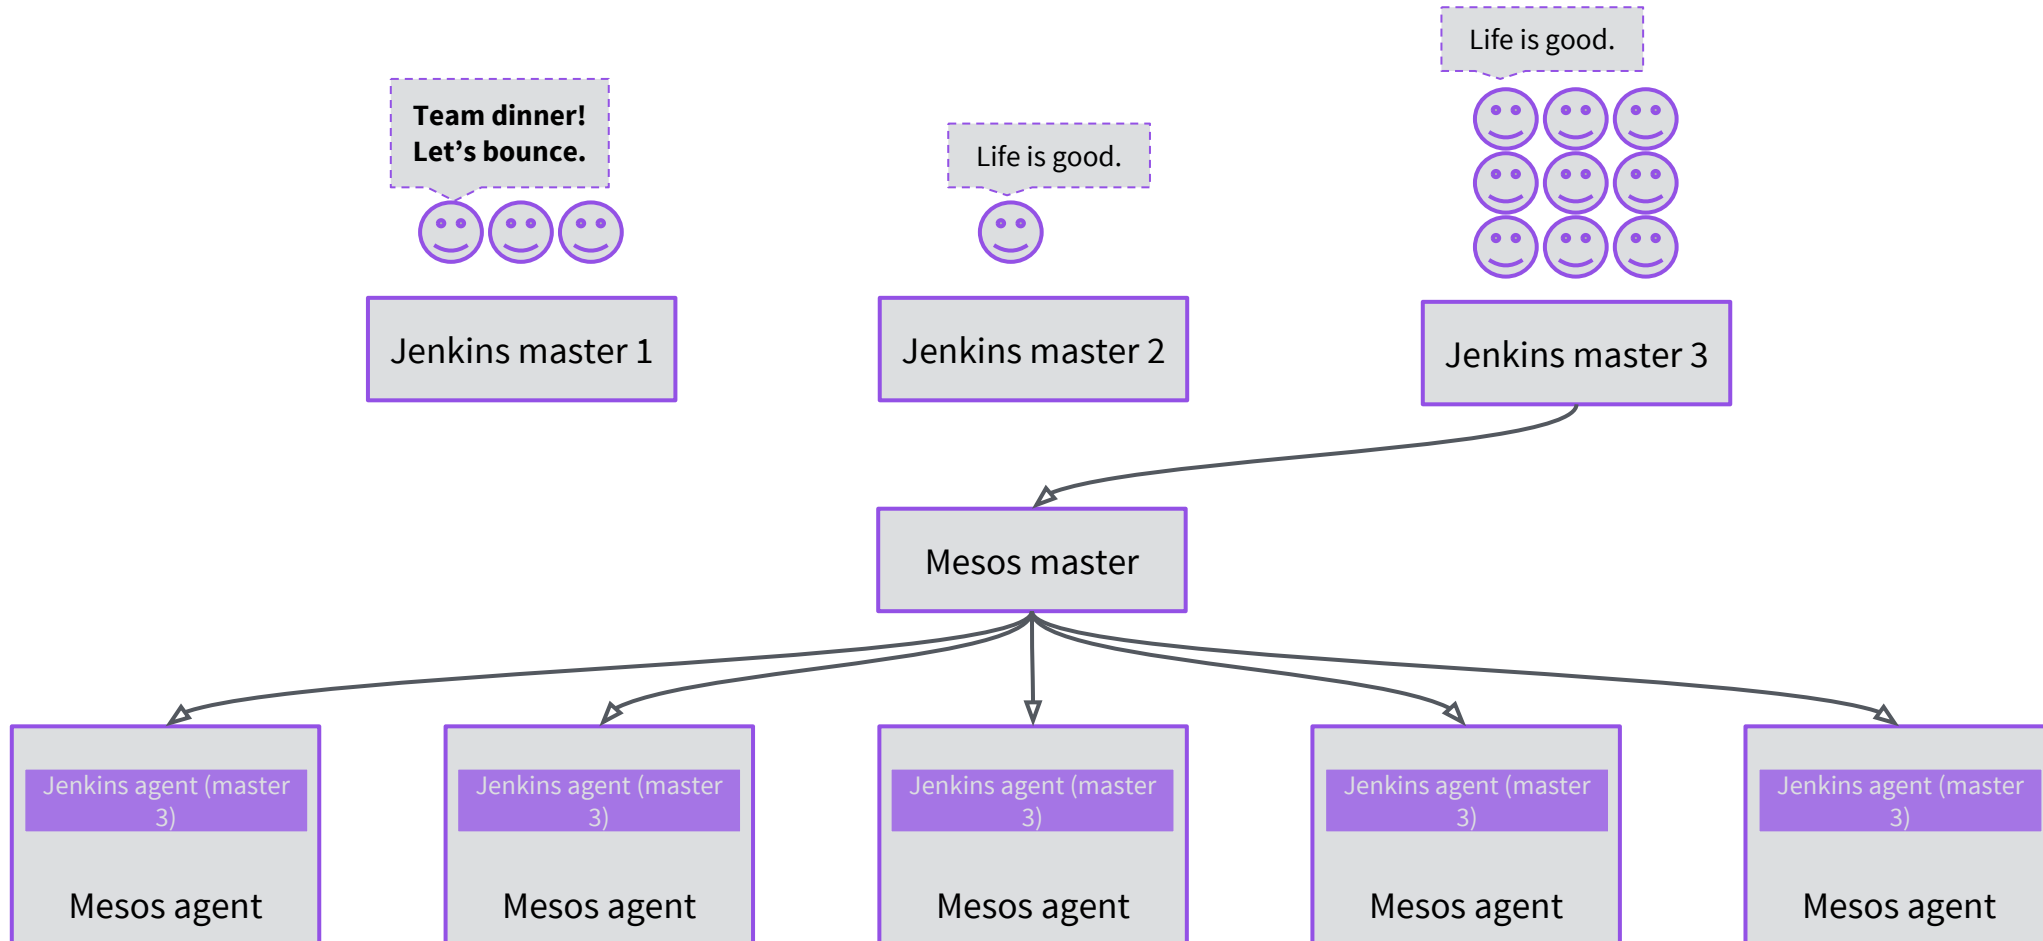 Life is good.
Team dinner!
Let’s bounce.
Life is good.
Jenkins master 1
Jenkins master 2
Jenkins master 3
Mesos master
Jenkins agent (master
3)
Jenkins agent (master
3)
Jenkins agent (master
3)
Jenkins agent (master
3)
Jenkins agent (master
3)
Mesos agent
Mesos agent
Mesos agent
Mesos agent
Mesos agent